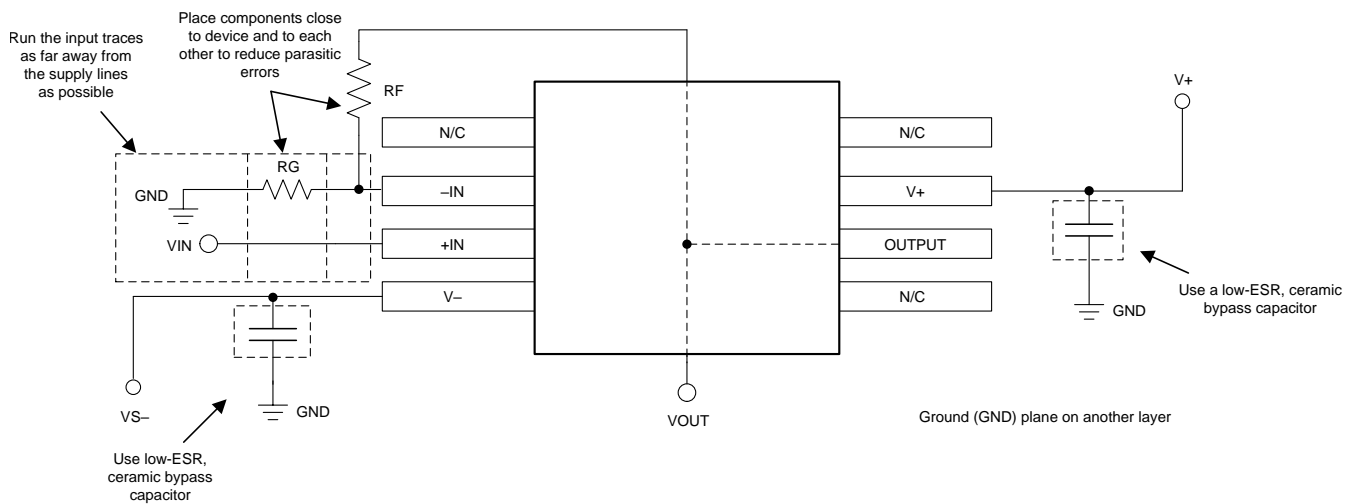 Place components close
to device and to each
other to reduce parasitic
errors
Run the input traces
as far away from
the supply lines
as possible
RF
V+
N/C
N/C
RG
–IN
V+
GND
VIN
+IN
OUTPUT
V–
N/C
Use a low-ESR, ceramic
bypass capacitor
GND
GND
VS–
VOUT
Ground (GND) plane on another layer
Use low-ESR,
ceramic bypass
capacitor